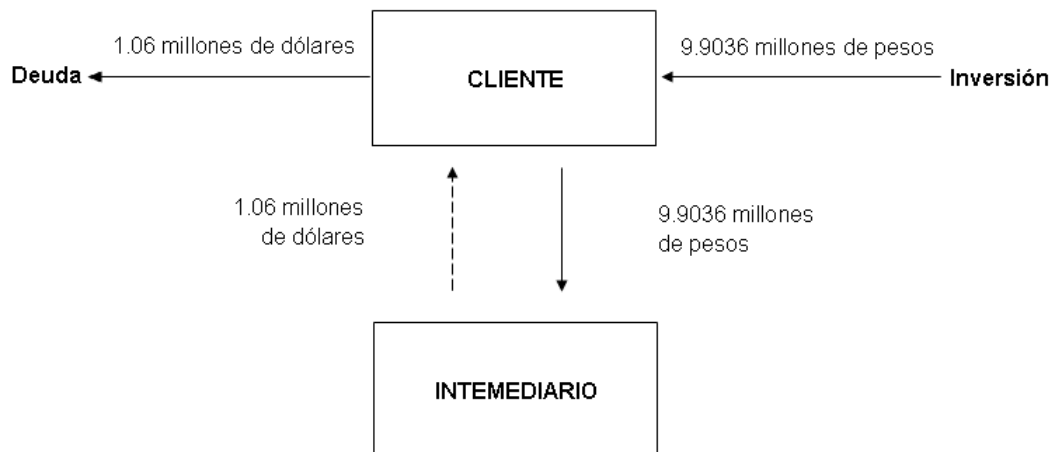 1.06 millones de dólares
9.9036 millones de pesos
Deuda
CLIENTE
Inversión
1.06 millones
de dólares
9.9036 millones
de pesos
INTEMEDIARIO